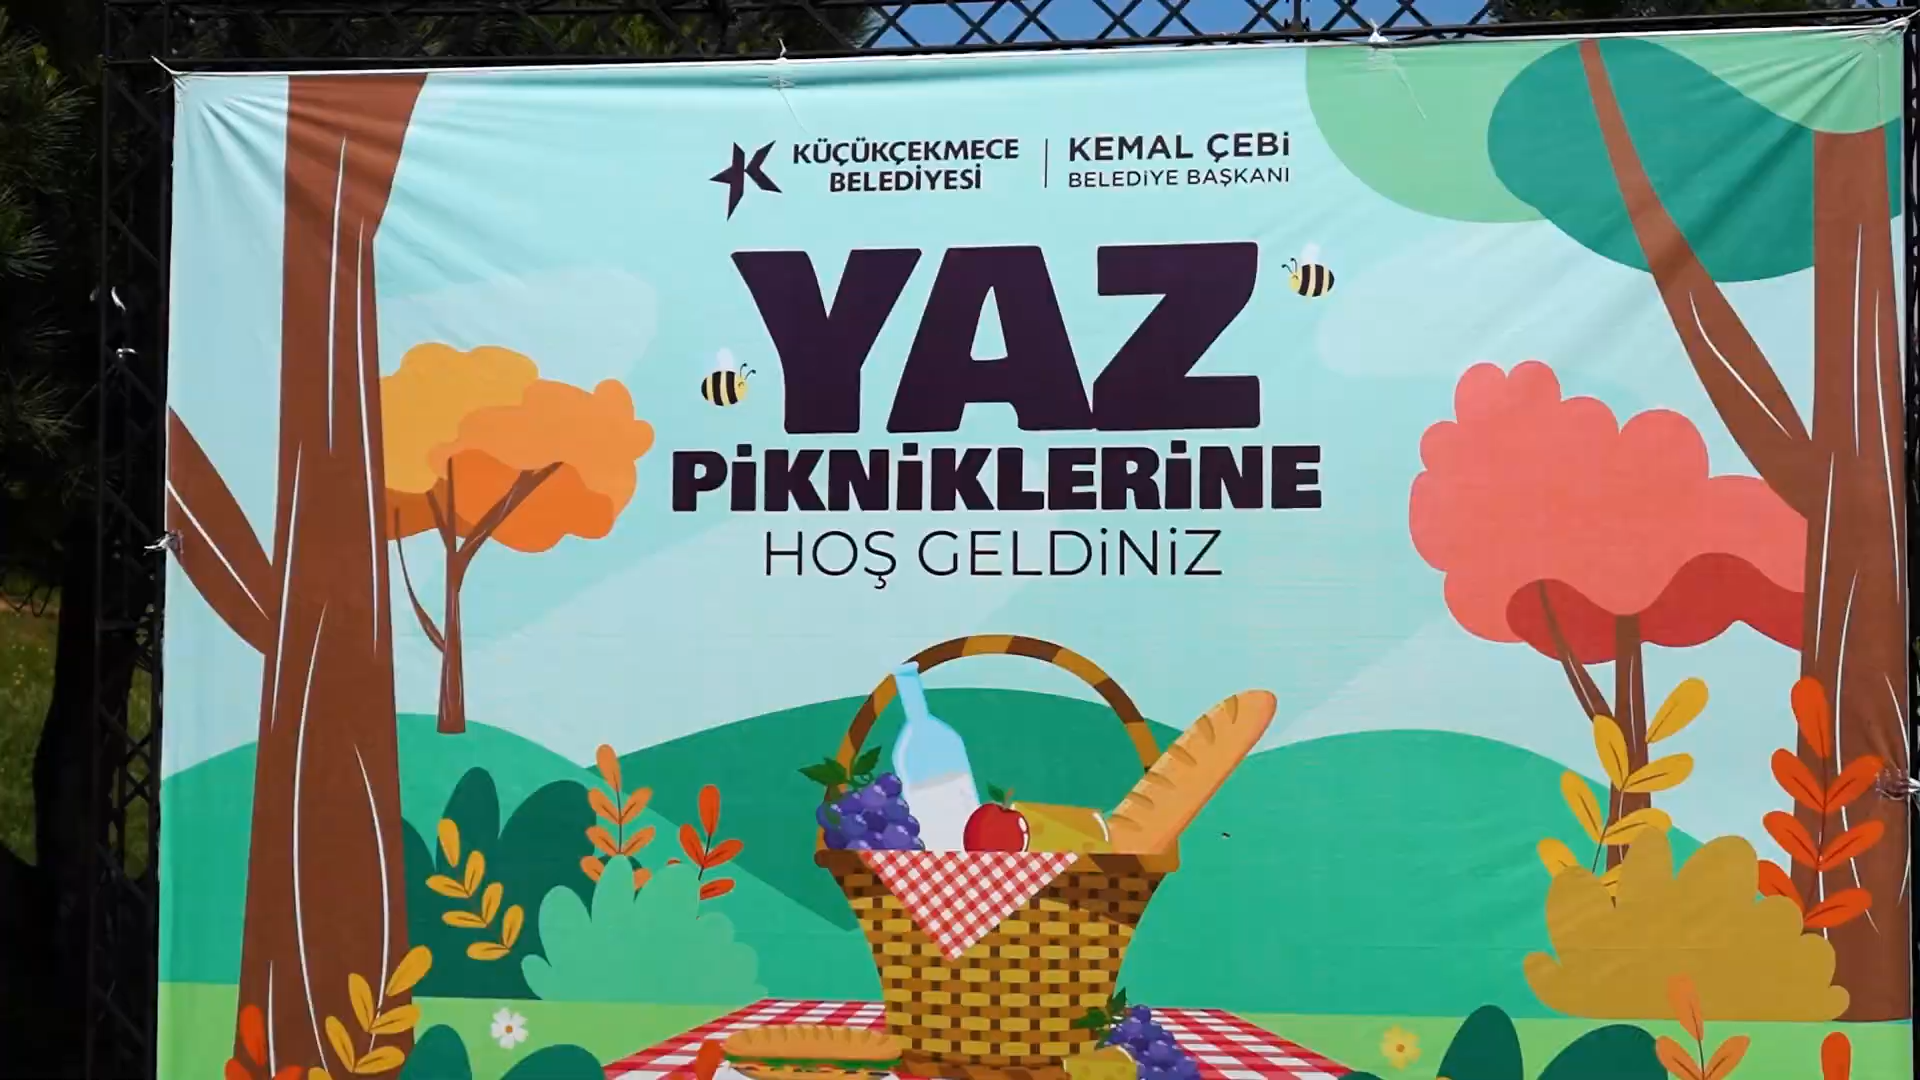 KÜÇÜKÇEKMECE
BELEDİYESİ
KEMAL ÇEBİ
BELEDİYE BAŞKANI
YAZ
PİKNİKLERİNE
HOŞ GELDİNİZ